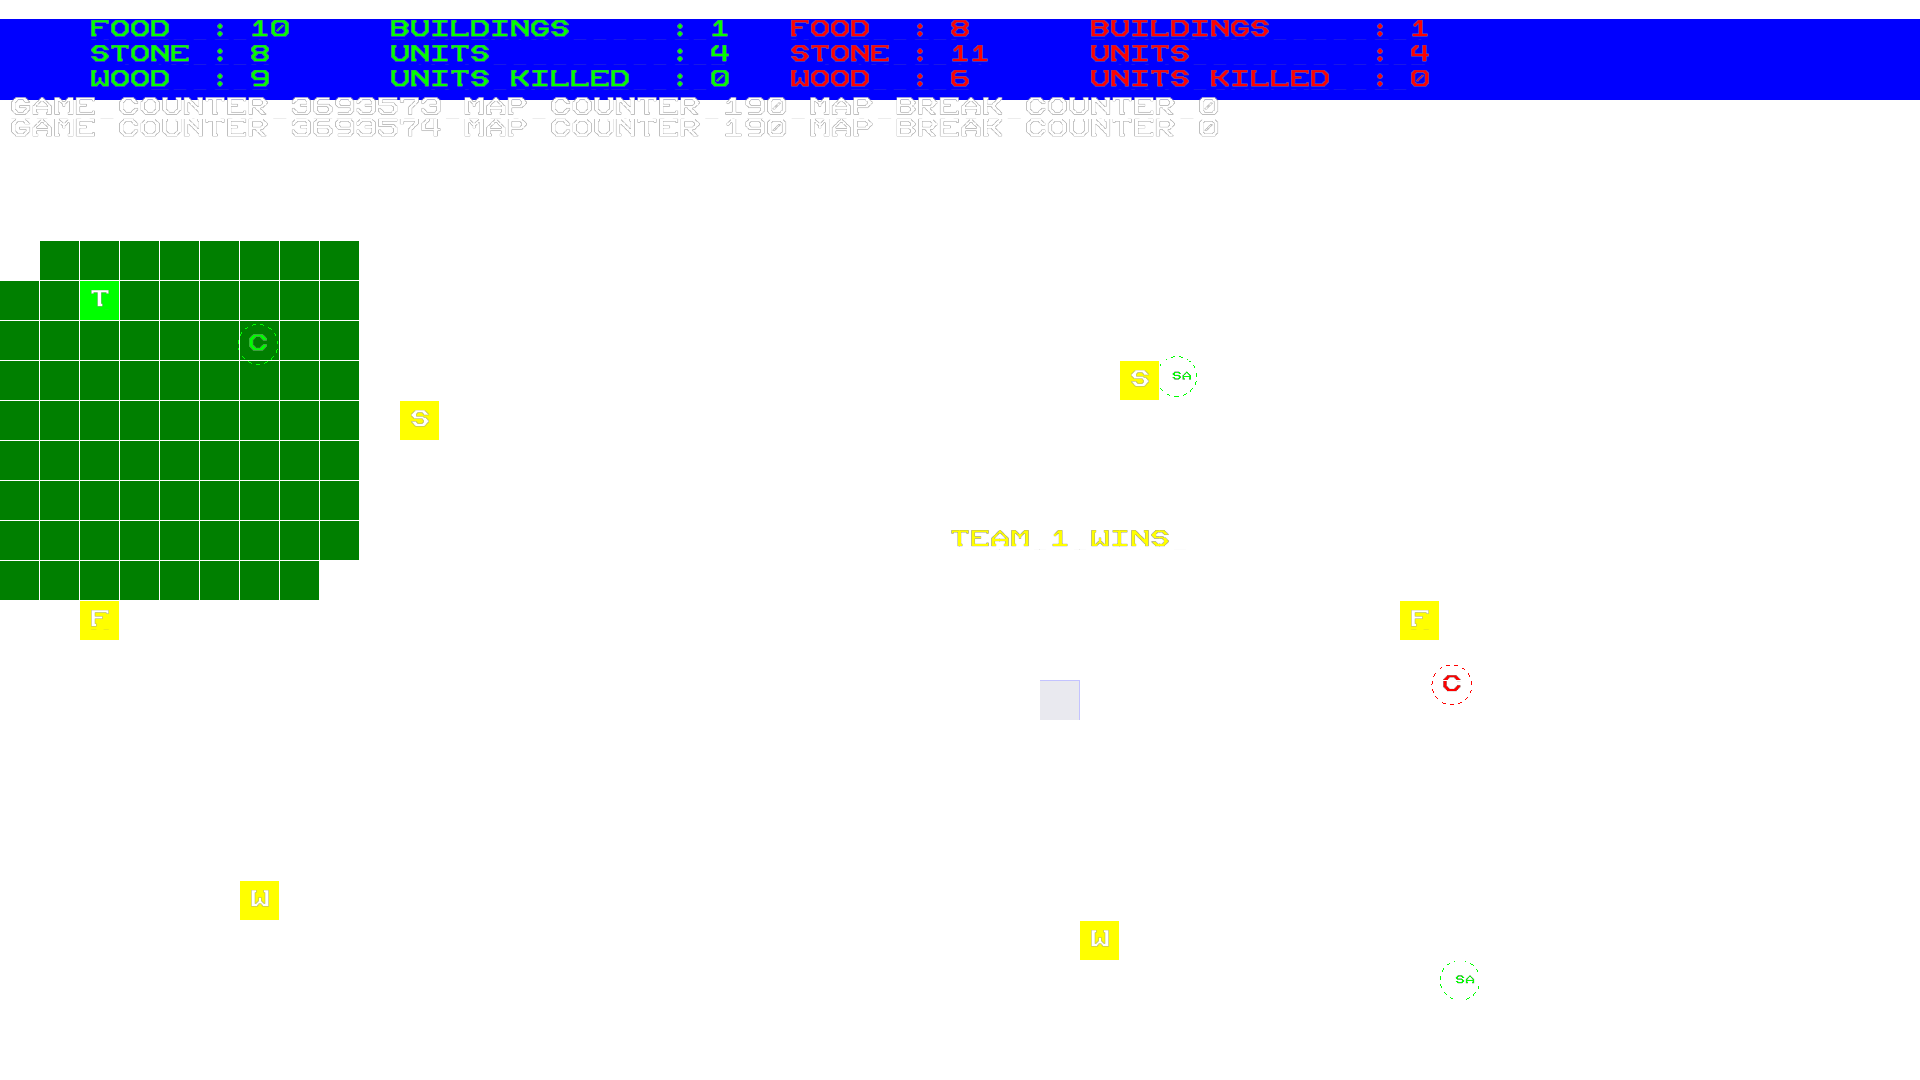 FOOD : 10 BUILDINGS : 1 FOOD : 8 BUILDINGS : 1
STONE : 8 UNITS : 4 STONE : 11 UNITS : 4
WOOD : 9 UNITS KILLED : 0 WOOD : 6 UNITS KILLED : 0
GAME COUNTER 3693573 MAP COUNTER 190 MAP BREAK COUNTER 0
GAME COUNTER 3693574 MAP COUNTER 190 MAP BREAK COUNTER 0
T
C
S SA
S
TEAM 1 WINS
F F
C
W
W
SA